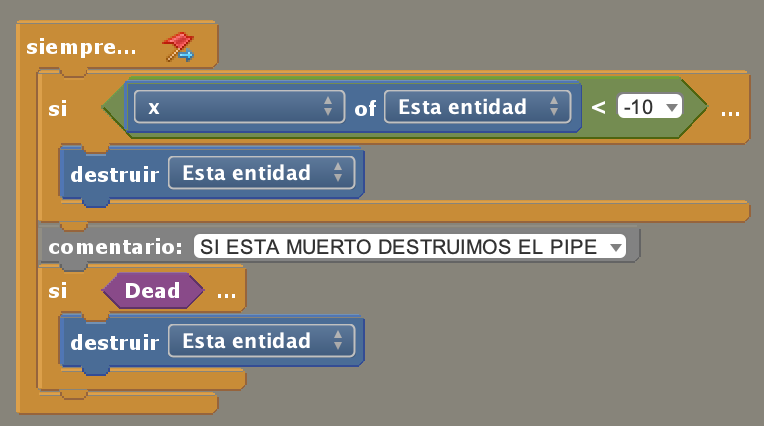 siempre...
si x of Esta entidad < -10 ...
destruir Esta entidad
comentario: SI ESTA MUERTO DESTRUIMOS EL PIPE
si Dead ...
destruir Esta entidad